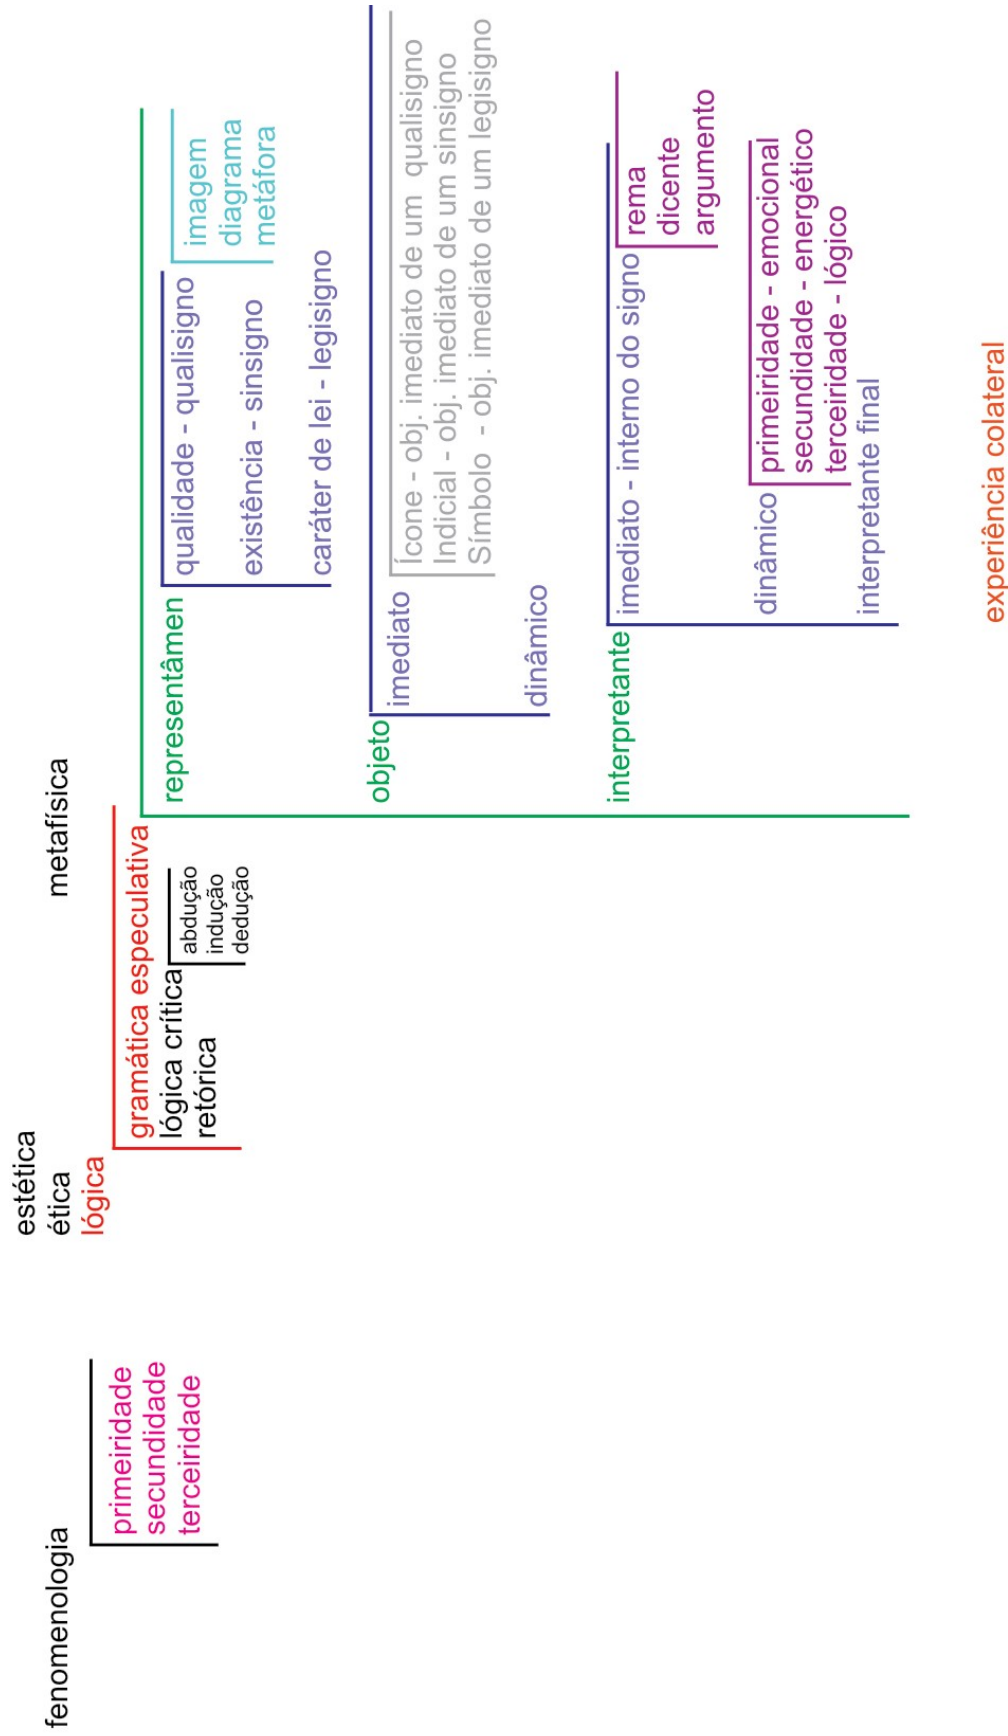 fenomenologia
primeiridade
secundidade
terceiridade
estética
ética
lógica
gramática especulativa
lógica crítica
retórica
abdução
indução
dedução
metafísica
representâmen
qualidade - qualisigno
existência - sinsigno
caráter de lei - legisigno
imagem
diagrama
metáfora
objeto
imediato
Ícone - obj. imediato de um qualisigno
Indicial - obj. imediato de um sinsigno
Símbolo - obj. imediato de um legisigno
dinâmico
interpretante
imediato - interno do signo
rema
dicente
argumento
dinâmico
primeiridade - emocional
secundidade - energético
terceiridade - lógico
interpretante final
experiência colateral